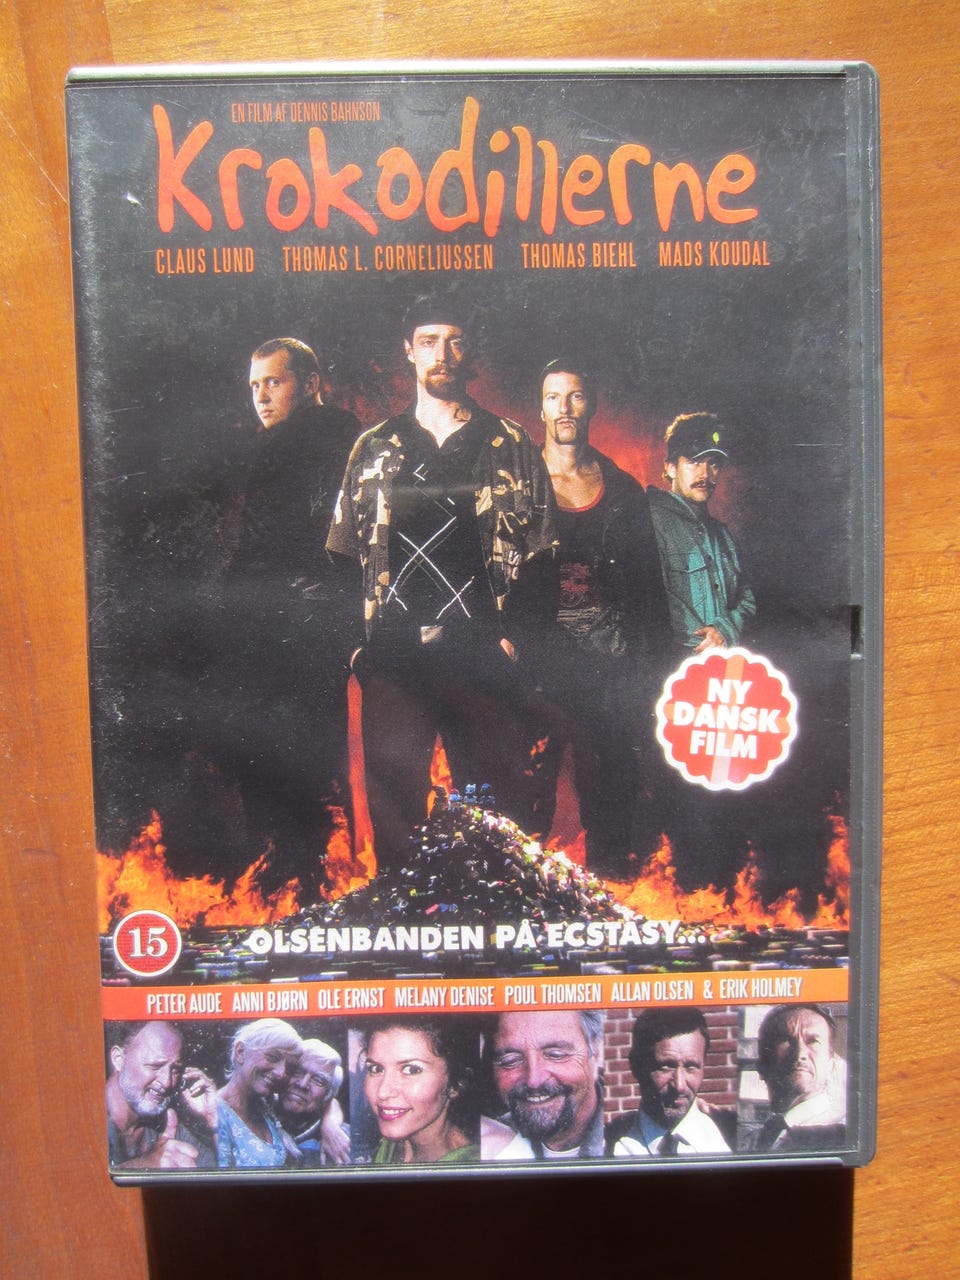 EN FILM AF DENNIS BAHNSON
Krokodillerne
CLAUS LUND THOMAS L. CORNELIUSSEN THOMAS BIEHL MADS KOUDAL
NY
DANSK
FILM
15
OLSENBANDEN PÅ ECSTASY...
PETER AUDE ANNI BJØRN OLE ERNST MELANY DENISE POUL THOMSEN ALLAN OLSEN & ERIK HOLMEY